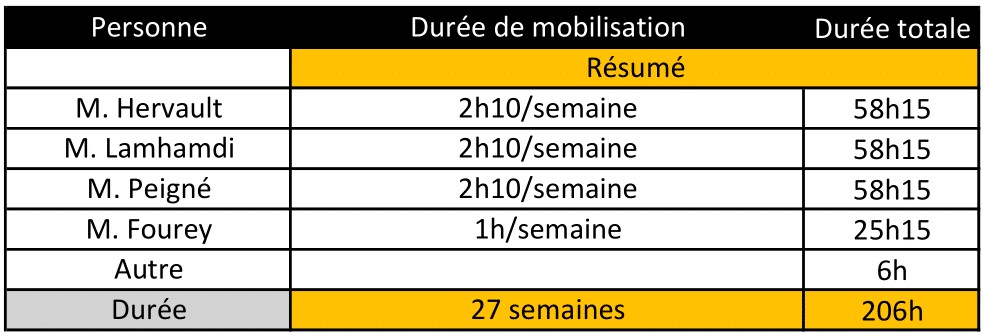 Personne Durée de mobilisation Durée totale
Résumé
M. Hervault 2h10/semaine 58h15
M. Lamhamdi 2h10/semaine 58h15
M. Peigné 2h10/semaine 58h15
M. Fourey 1h/semaine 25h15
Autre 6h
Durée 27 semaines 206h